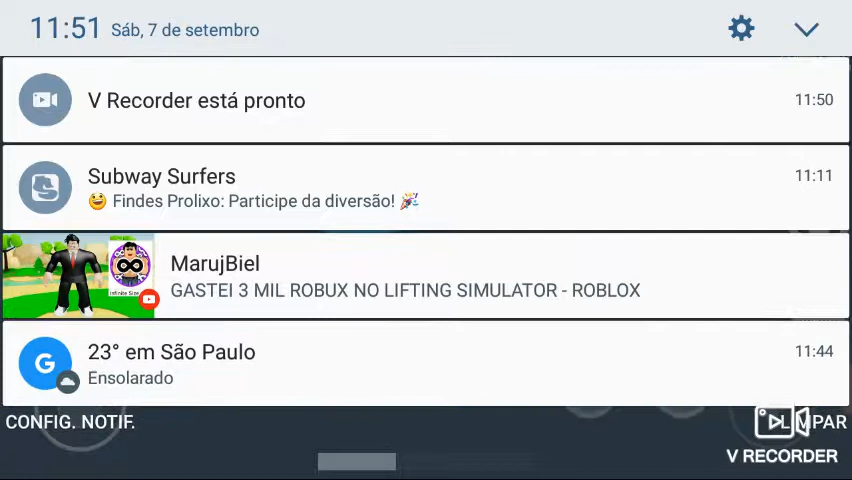 11:51 Sáb, 7 de setembro
V Recorder está pronto 11:50
Subway Surfers 11:11
😃 Findes Prolixo: Participe da diversão! 🎉
MarujBiel
GASTEI 3 MIL ROBUX NO LIFTING SIMULATOR - ROBLOX
Infinite Size
23° em São Paulo 11:44
Ensolarado
CONFIG. NOTIF.
V RECORDER